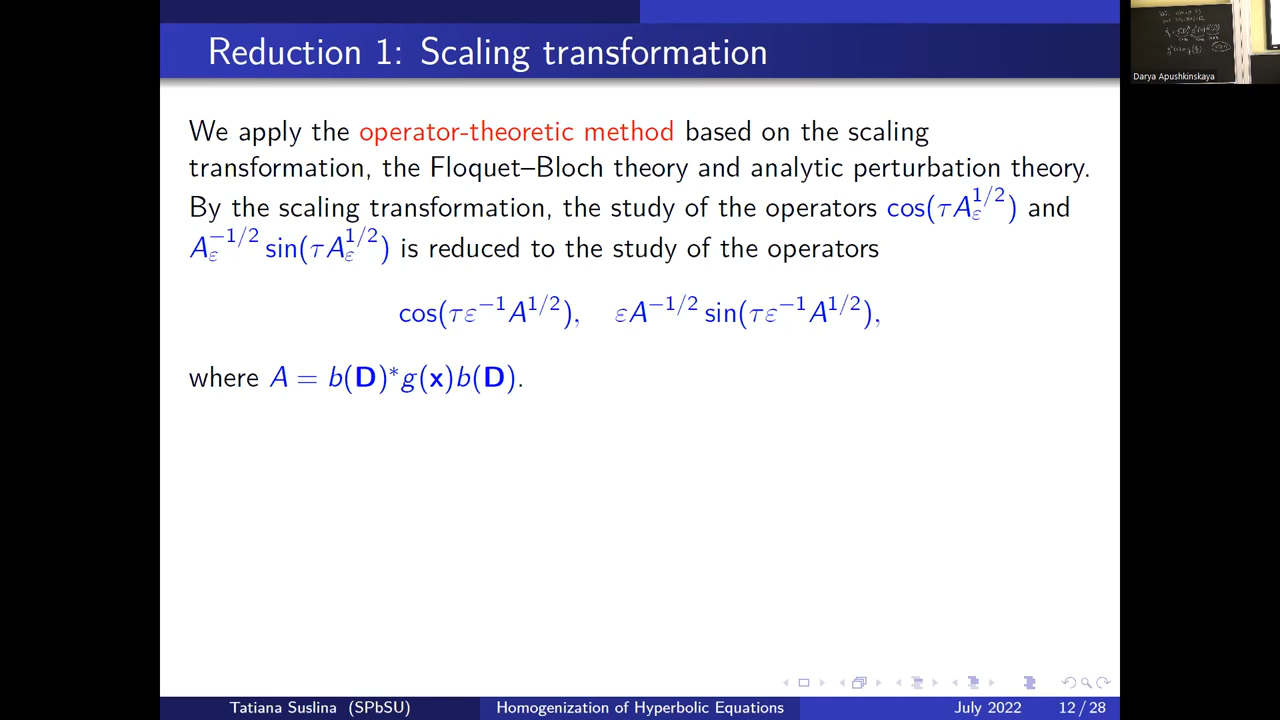 Reduction 1: Scaling transformation
We apply the operator-theoretic method based on the scaling
transformation, the Floquet–Bloch theory and analytic perturbation theory.
By the scaling transformation, the study of the operators cos(τA_ε^{1/2}) and
A_ε^{−1/2} sin(τA_ε^{1/2}) is reduced to the study of the operators
cos(τε^{−1}A^{1/2}), εA^{−1/2} sin(τε^{−1}A^{1/2}),
where A = b(D)*g(x)b(D).
Tatiana Suslina (SPbSU) Homogenization of Hyperbolic Equations July 2022 12 / 28
Darya Apushkinskaya